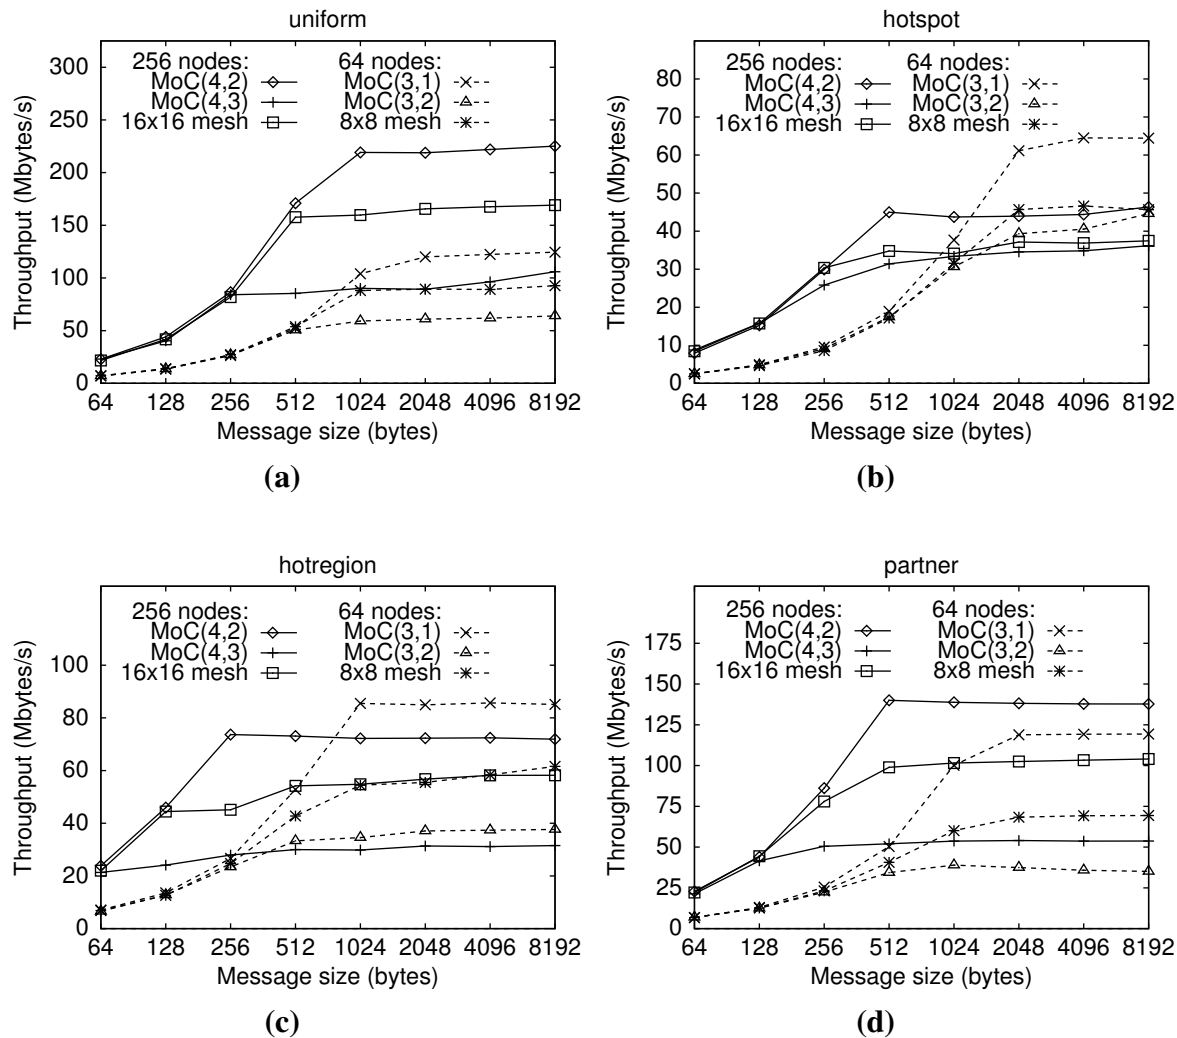 uniform
Throughput (Mbytes/s)
300
250
200
150
100
50
0
256 nodes:
MoC(4,2)
MoC(4,3)
16x16 mesh
64 nodes:
MoC(3,1)
MoC(3,2)
8x8 mesh
64 128 256 512 1024 2048 4096 8192
Message size (bytes)
(a)
hotspot
Throughput (Mbytes/s)
80
70
60
50
40
30
20
10
0
256 nodes:
MoC(4,2)
MoC(4,3)
16x16 mesh
64 nodes:
MoC(3,1)
MoC(3,2)
8x8 mesh
64 128 256 512 1024 2048 4096 8192
Message size (bytes)
(b)
hotregion
Throughput (Mbytes/s)
100
80
60
40
20
0
256 nodes:
MoC(4,2)
MoC(4,3)
16x16 mesh
64 nodes:
MoC(3,1)
MoC(3,2)
8x8 mesh
64 128 256 512 1024 2048 4096 8192
Message size (bytes)
(c)
partner
Throughput (Mbytes/s)
175
150
125
100
75
50
25
0
256 nodes:
MoC(4,2)
MoC(4,3)
16x16 mesh
64 nodes:
MoC(3,1)
MoC(3,2)
8x8 mesh
64 128 256 512 1024 2048 4096 8192
Message size (bytes)
(d)